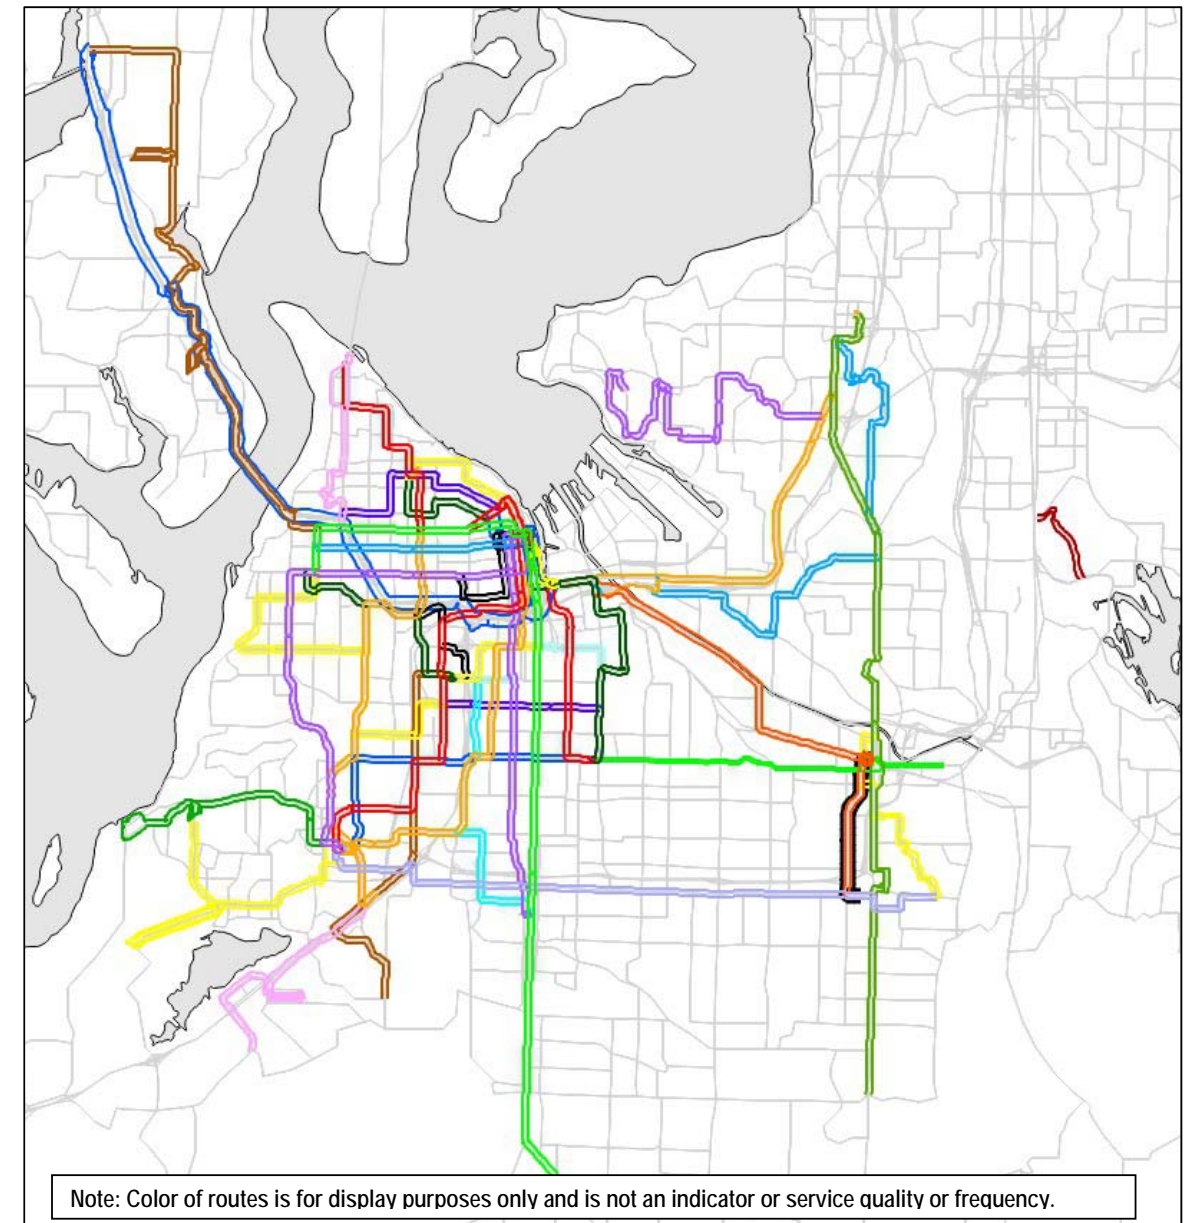 Note: Color of routes is for display purposes only and is not an indicator or service quality or frequency.